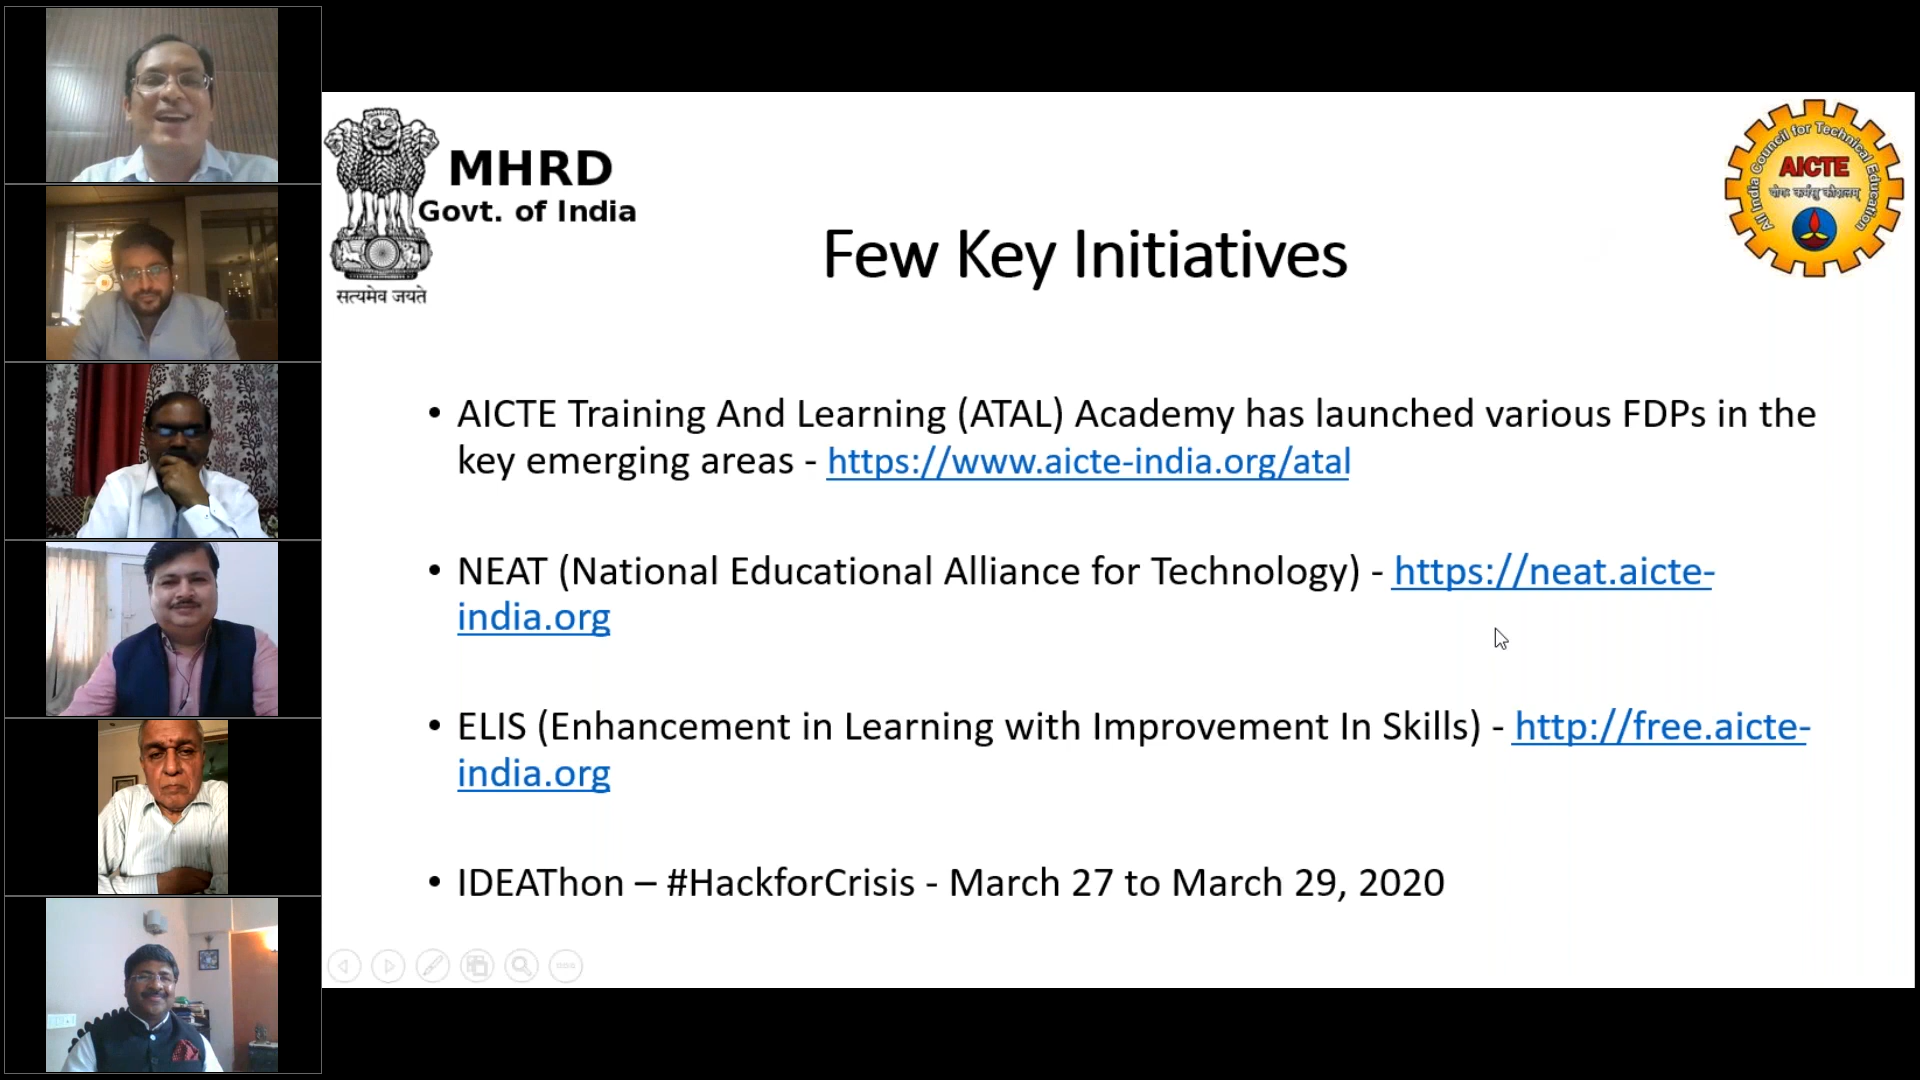 MHRD
Govt. of India
सत्यमेव जयते
All India Council for Technical Education
AICTE
योगः कर्मसु कौशलम्
Few Key Initiatives
• AICTE Training And Learning (ATAL) Academy has launched various FDPs in the
key emerging areas - https://www.aicte-india.org/atal
• NEAT (National Educational Alliance for Technology) - https://neat.aicte-
india.org
• ELIS (Enhancement in Learning with Improvement In Skills) - http://free.aicte-
india.org
• IDEAThon – #HackforCrisis - March 27 to March 29, 2020